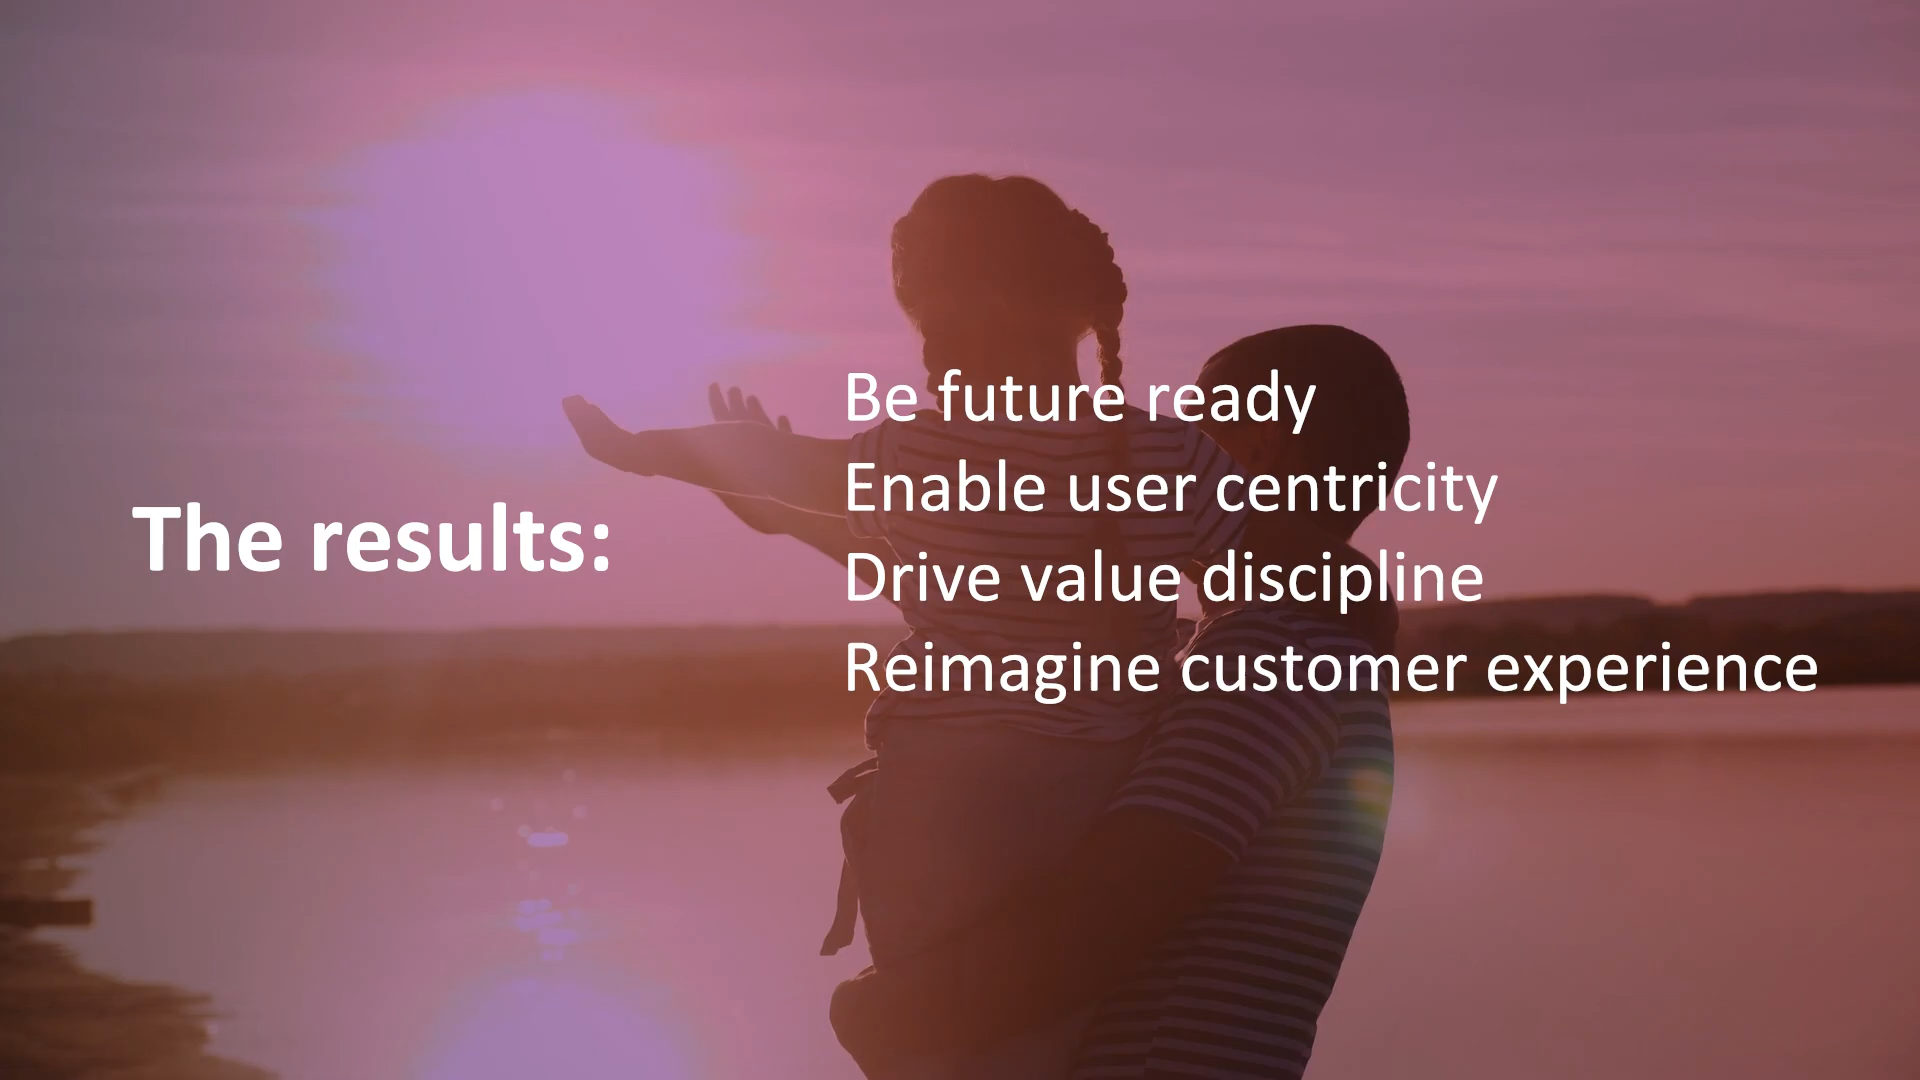 The results:
Be future ready
Enable user centricity
Drive value discipline
Reimagine customer experience